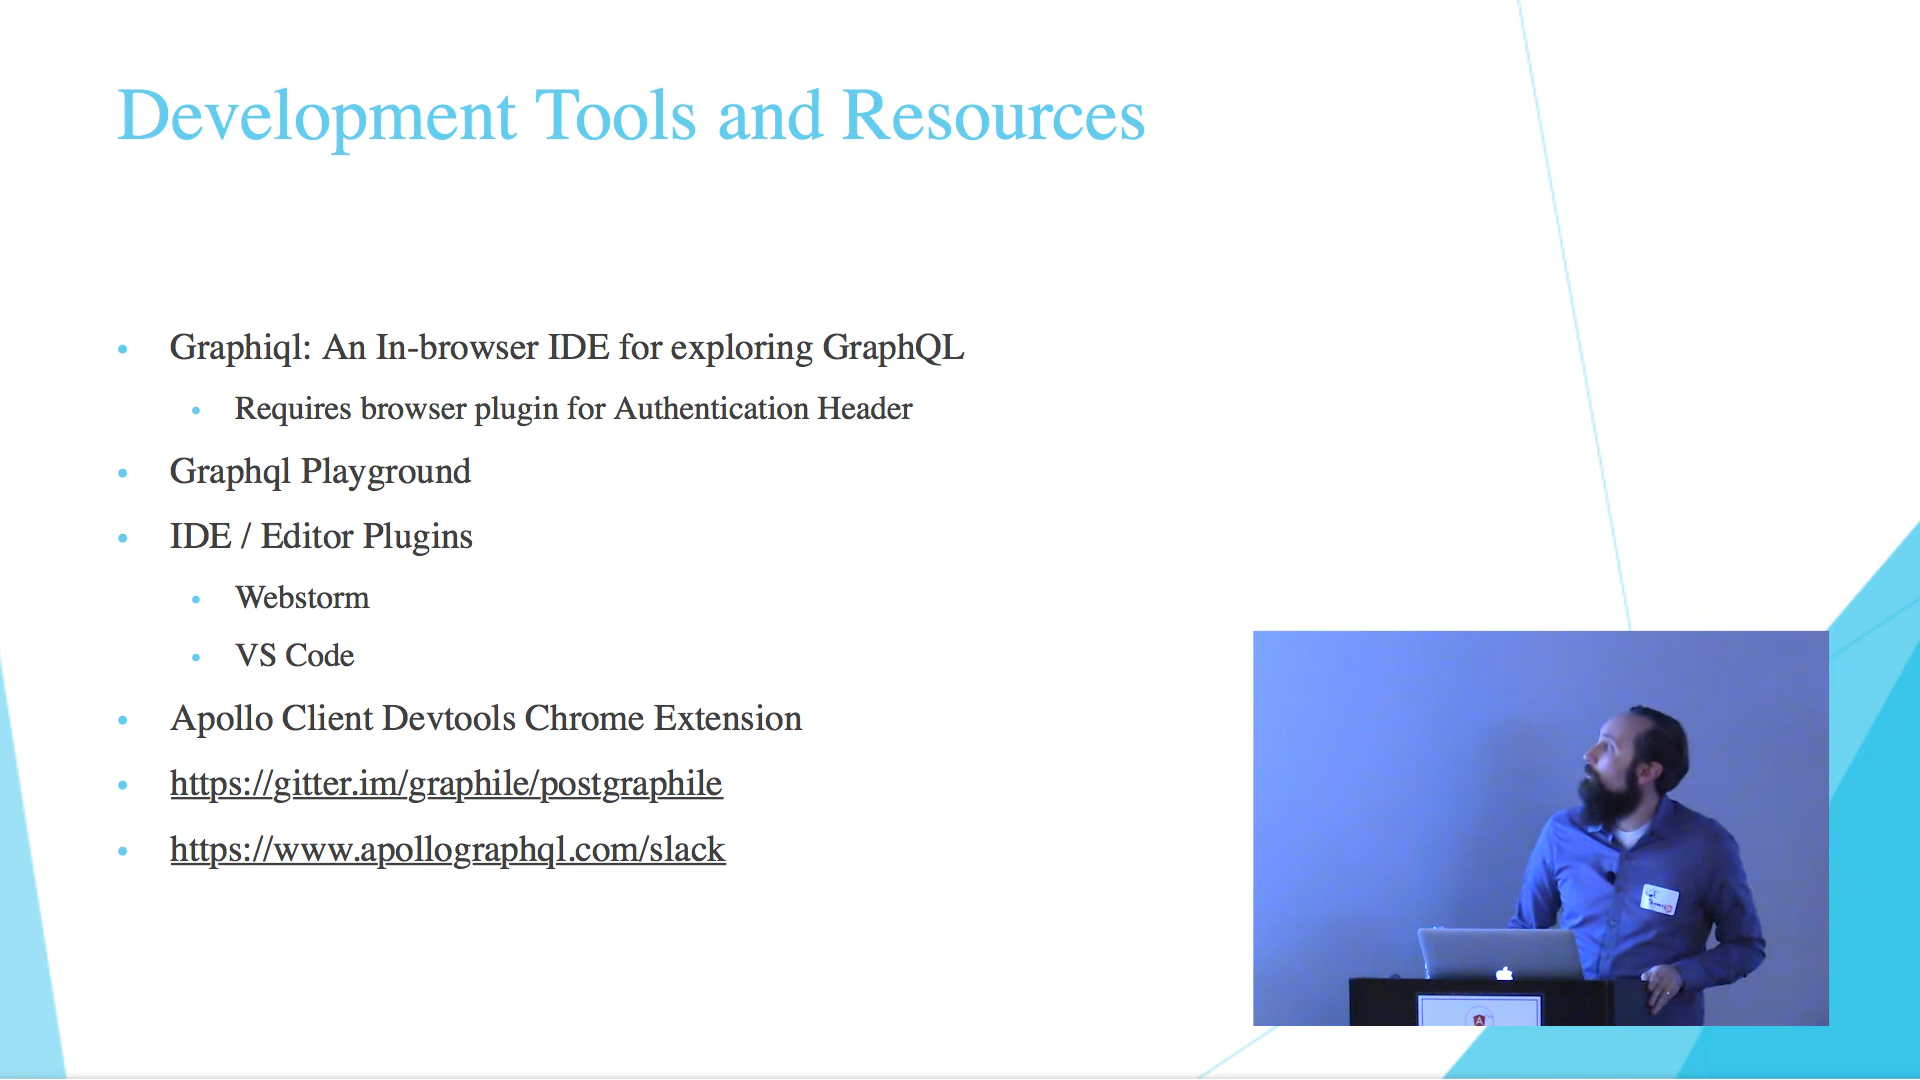 Development Tools and Resources
Graphiql: An In-browser IDE for exploring GraphQL
Requires browser plugin for Authentication Header
Graphql Playground
IDE / Editor Plugins
Webstorm
VS Code
Apollo Client Devtools Chrome Extension
https://gitter.im/graphile/postgraphile
https://www.apollographql.com/slack
A